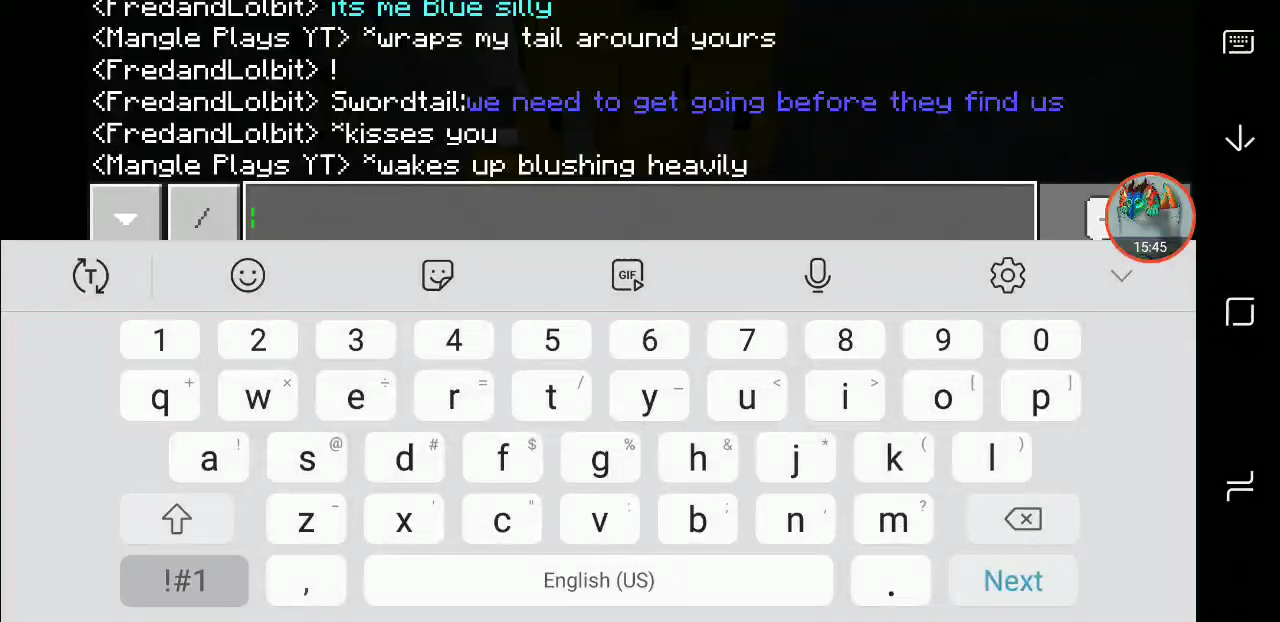 <FredandLolbit> its me Blue silly
<Mangle Plays YT> *wraps my tail around yours
<FredandLolbit> !
<FredandLolbit> Swordtail:we need to get going before they find us
<FredandLolbit> *kisses you
<Mangle Plays YT> *wakes up blushing heavily
/
15:45
T
GIF
1 2 3 4 5 6 7 8 9 0
q + w × e ÷ r = t / y _ u < i > o [ p ]
a ! s @ d # f $ g % h & j * k ( l )
z - x ' c " v : b ; n , m ?
!#1 , English (US) . Next